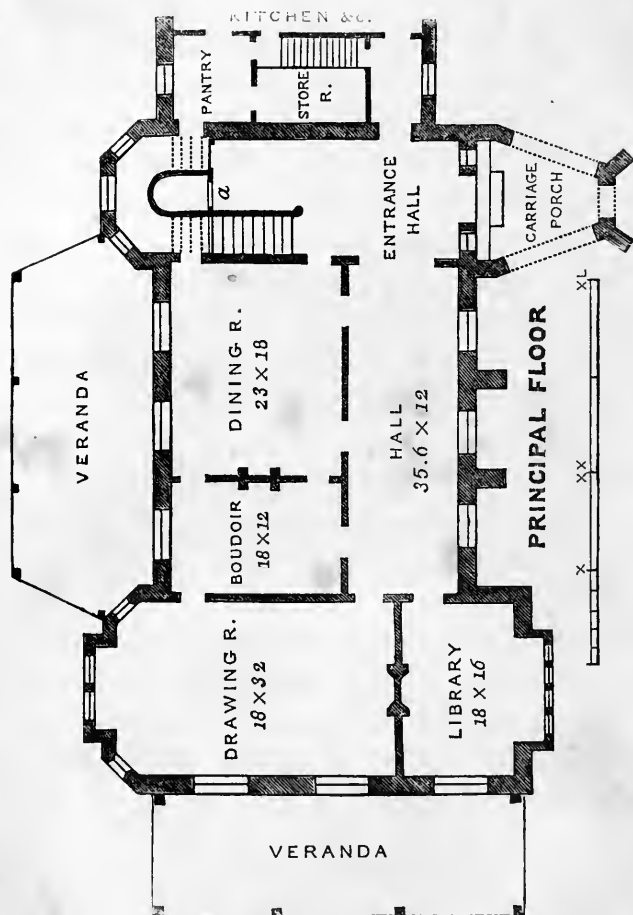 KITCHEN &c.
PANTRY
STORE
R.
a
ENTRANCE
HALL
CARRIAGE
PORCH
VERANDA
DINING R.
23 X 18
HALL
35.6 X 12
BOUDOIR
18 X 12
DRAWING R.
18 X 32
LIBRARY
18 X 16
PRINCIPAL FLOOR
XL
XX
X
VERANDA